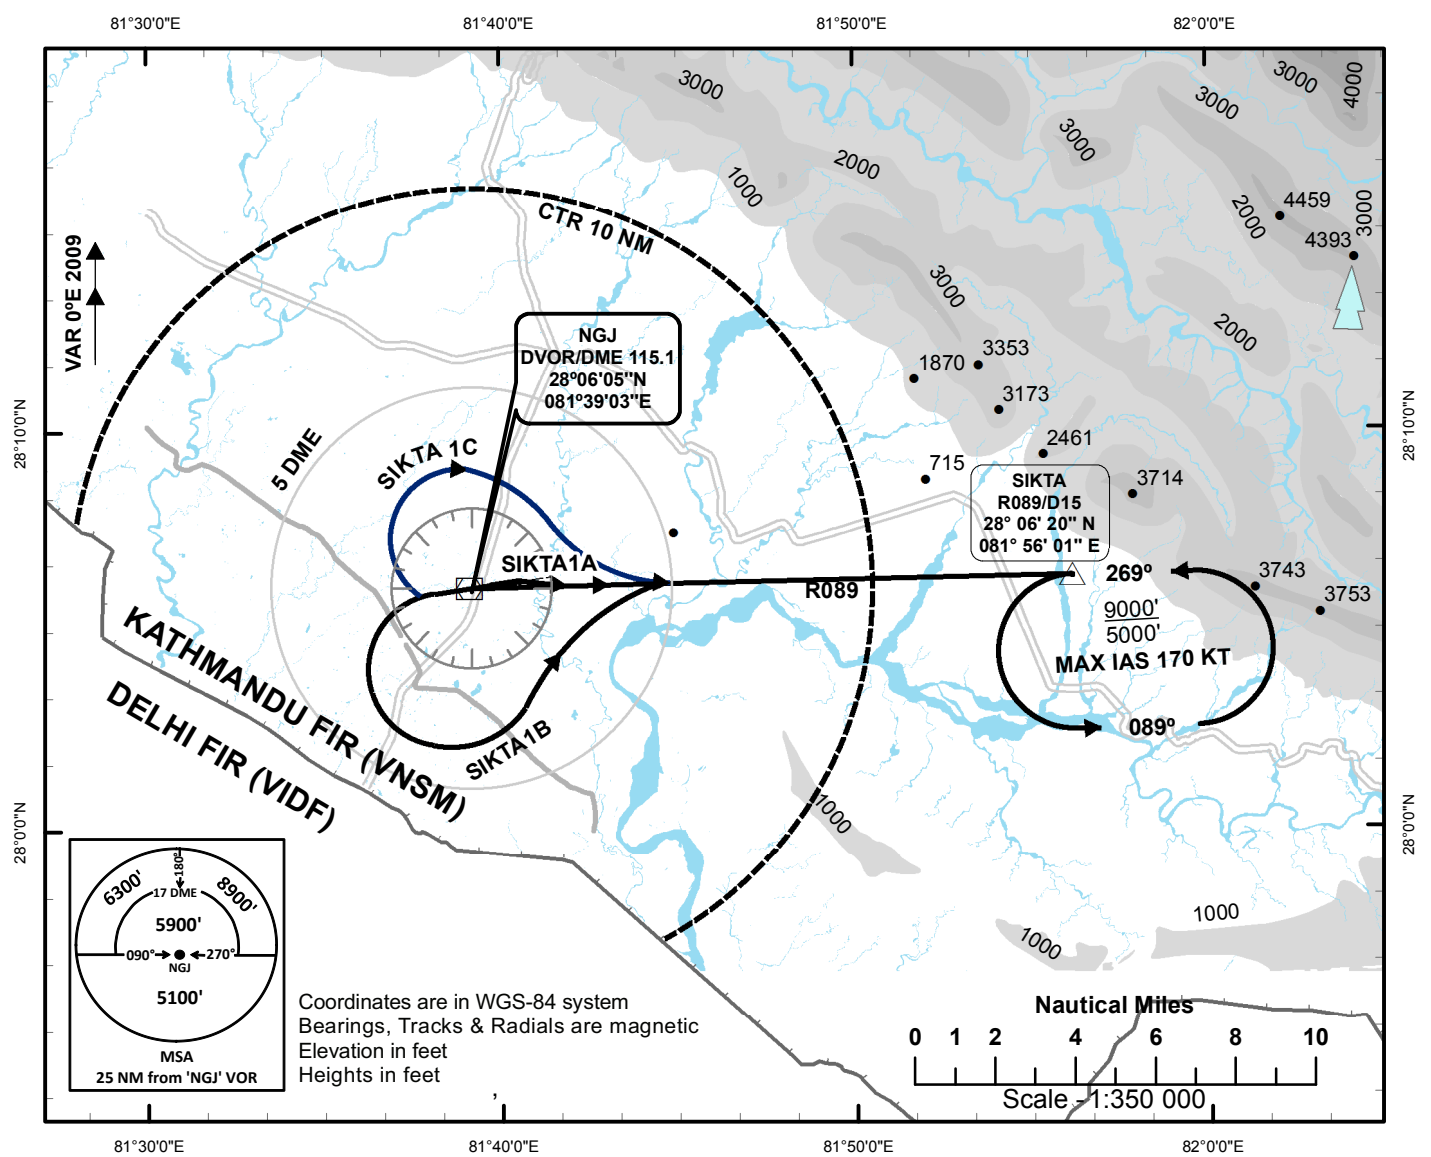 81°30'0"E
81°40'0"E
81°50'0"E
82°0'0"E
3000
3000
4000
3000
3000
2000
1000
4459
2000
3000
4393
CTR 10 NM
VAR 0ºE 2009
3000
2000
NGJ
DVOR/DME 115.1
28º06'05"N
081º39'03"E
1870
3353
3173
28°10'0"N
28°10'0"N
5 DME
SIKTA 1C
2461
715
3714
SIKTA
R089/D15
28° 06' 20" N
081° 56' 01" E
SIKTA1A
R089
269º
3743
3753
9000'
5000'
MAX IAS 170 KT
089º
KATHMANDU FIR (VNSM)
DELHI FIR (VIDF)
SIKTA1B
1000
28°0'0"N
28°0'0"N
180°
6300'
8900'
17 DME
5900'
090°
270°
NGJ
5100'
MSA
25 NM from 'NGJ' VOR
1000
1000
Coordinates are in WGS-84 system
Bearings, Tracks & Radials are magnetic
Elevation in feet
Heights in feet
,
Nautical Miles
0 1 2 4 6 8 10
Scale - 1:350 000
81°30'0"E
81°40'0"E
81°50'0"E
82°0'0"E